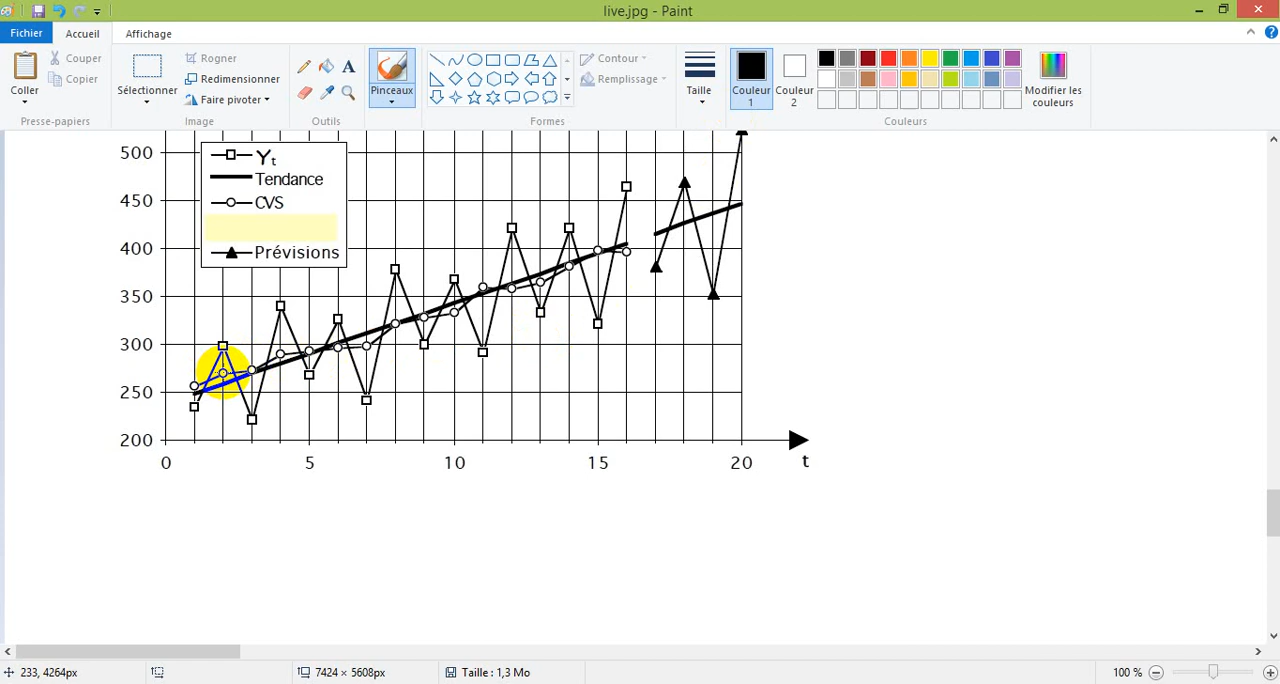 live.jpg - Paint
Fichier Accueil Affichage
Coller
Presse-papiers
Couper
Copier
Sélectionner
Rogner
Redimensionner
Faire pivoter
Image
A
Outils
Pinceaux
Contour
Remplissage
Formes
Taille
Couleur 1
Couleur 2
Modifier les couleurs
Couleurs
500
450
400
350
300
250
200
Yt
Tendance
CVS
Prévisions
0 5 10 15 20 t
233, 4264px 7424 × 5608px Taille : 1,3 Mo 100 %